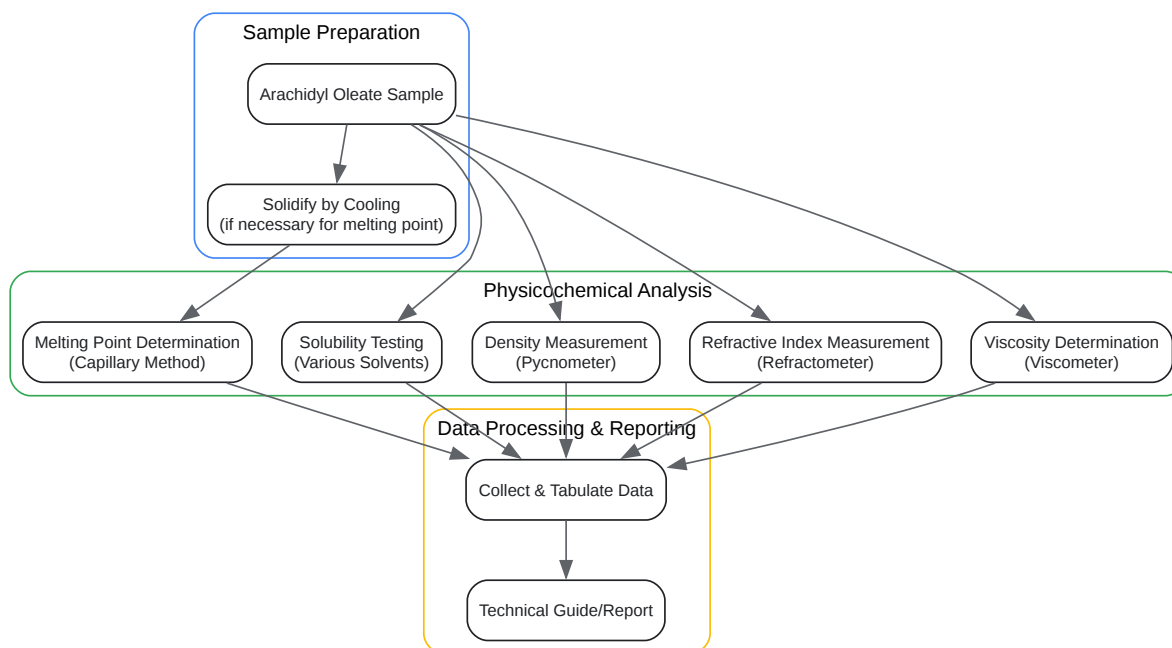 Sample Preparation
Arachidyl Oleate Sample
Solidify by Cooling
(if necessary for melting point)
Physicochemical Analysis
Melting Point Determination
(Capillary Method)
Solubility Testing
(Various Solvents)
Density Measurement
(Pycnometer)
Refractive Index Measurement
(Refractometer)
Viscosity Determination
(Viscometer)
Data Processing & Reporting
Collect & Tabulate Data
Technical Guide/Report